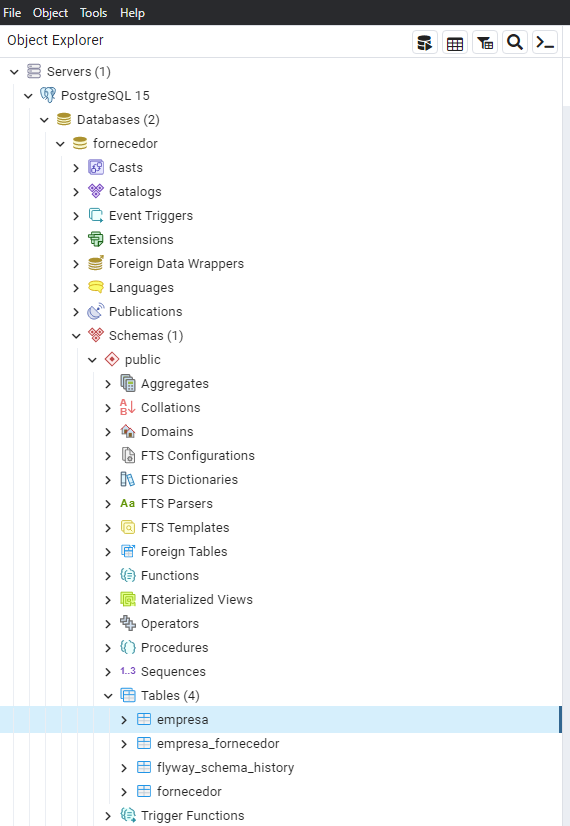 File Object Tools Help
Object Explorer
Servers (1)
PostgreSQL 15
Databases (2)
fornecedor
Casts
Catalogs
Event Triggers
Extensions
Foreign Data Wrappers
Languages
Publications
Schemas (1)
public
Aggregates
Collations
Domains
FTS Configurations
FTS Dictionaries
Aa FTS Parsers
FTS Templates
Foreign Tables
Functions
Materialized Views
Operators
Procedures
1..3 Sequences
Tables (4)
empresa
empresa_fornecedor
flyway_schema_history
fornecedor
Trigger Functions